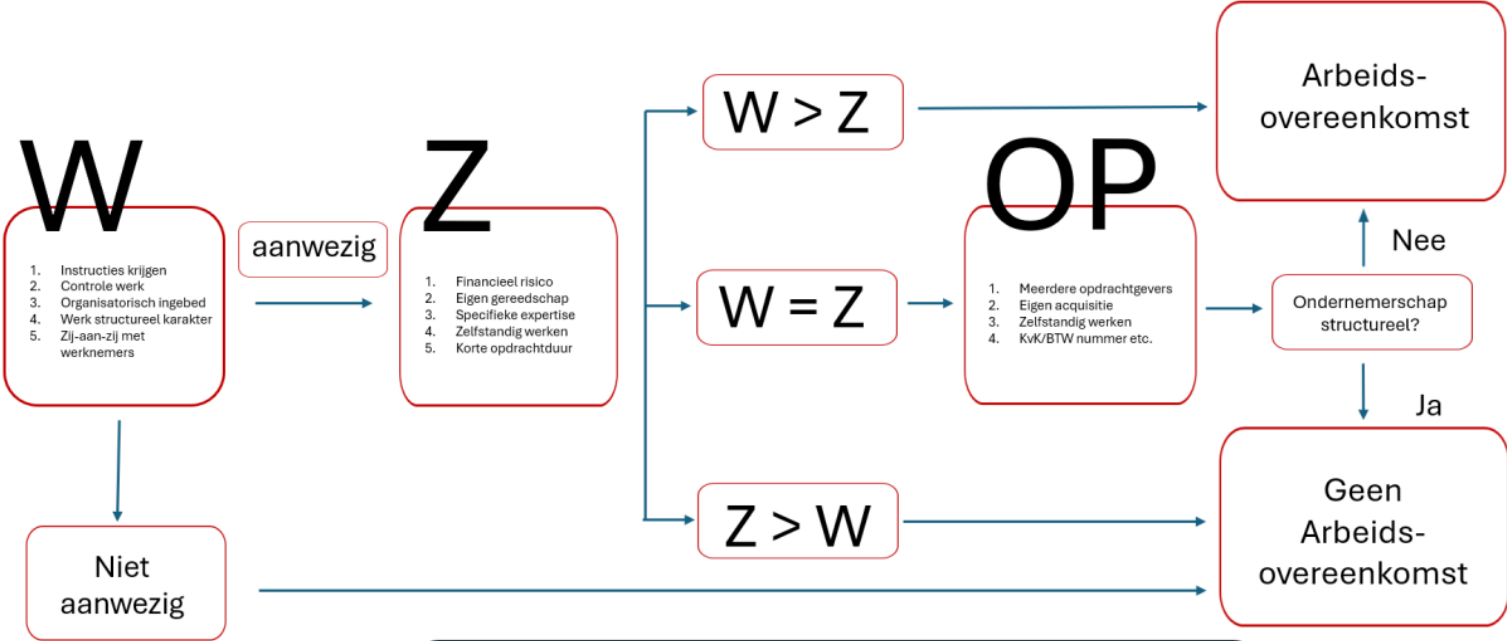 W
1. Instructies krijgen
2. Controle werk
3. Organisatorisch ingebed
4. Werk structureel karakter
5. Zij-aan-zij met
werknemers
aanwezig
Niet
aanwezig
Z
1. Financieel risico
2. Eigen gereedschap
3. Specifieke expertise
4. Zelfstandig werken
5. Korte opdrachtduur
W > Z
W = Z
Z > W
OP
1. Meerdere opdrachtgevers
2. Eigen acquisitie
3. Zelfstandig werken
4. KvK/BTW nummer etc.
Ondernemerschap
structureel?
Nee
Arbeids-
overeenkomst
Ja
Geen
Arbeids-
overeenkomst